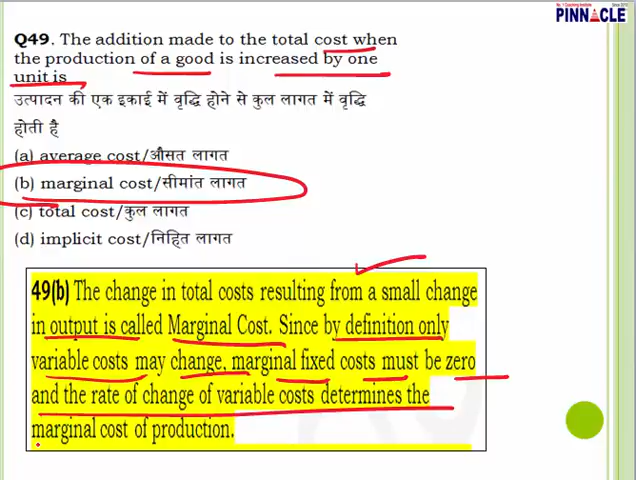 No. 1 Coaching Institute
PINNACLE
Q49. The addition made to the total cost when
the production of a good is increased by one
unit is
उत्पादन की एक इकाई में वृद्धि होने से कुल लागत में वृद्धि
होती है
(a) average cost/औसत लागत
(b) marginal cost/सीमांत लागत
(c) total cost/कुल लागत
(d) implicit cost/निहित लागत
49(b) The change in total costs resulting from a small change
in output is called Marginal Cost. Since by definition only
variable costs may change, marginal fixed costs must be zero
and the rate of change of variable costs determines the
marginal cost of production.